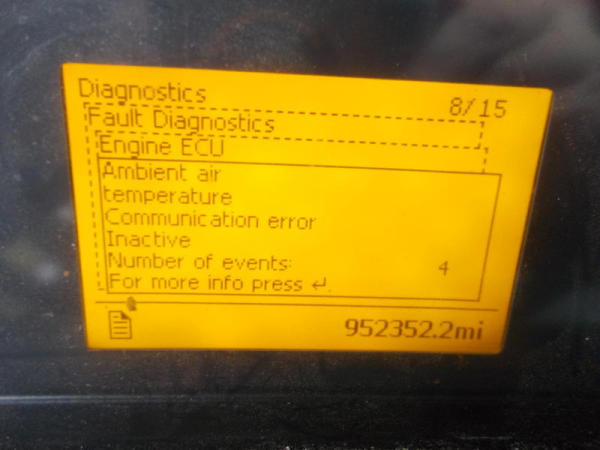 Diagnostics 8/15
Fault Diagnostics
Engine ECU
Ambient air
temperature
Communication error
Inactive
Number of events: 4
For more info press ↵.
952352.2mi